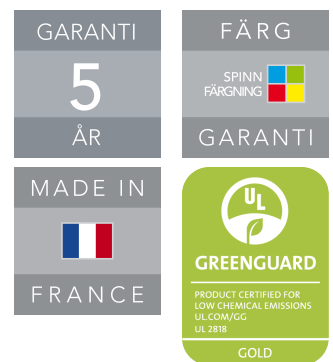 GARANTI
5
ÅR
FÄRG
SPINN
FÄRGNING
GARANTI
MADE IN
FRANCE
UL
GREENGUARD
PRODUCT CERTIFIED FOR
LOW CHEMICAL EMISSIONS
UL.COM/GG
UL 2818
GOLD